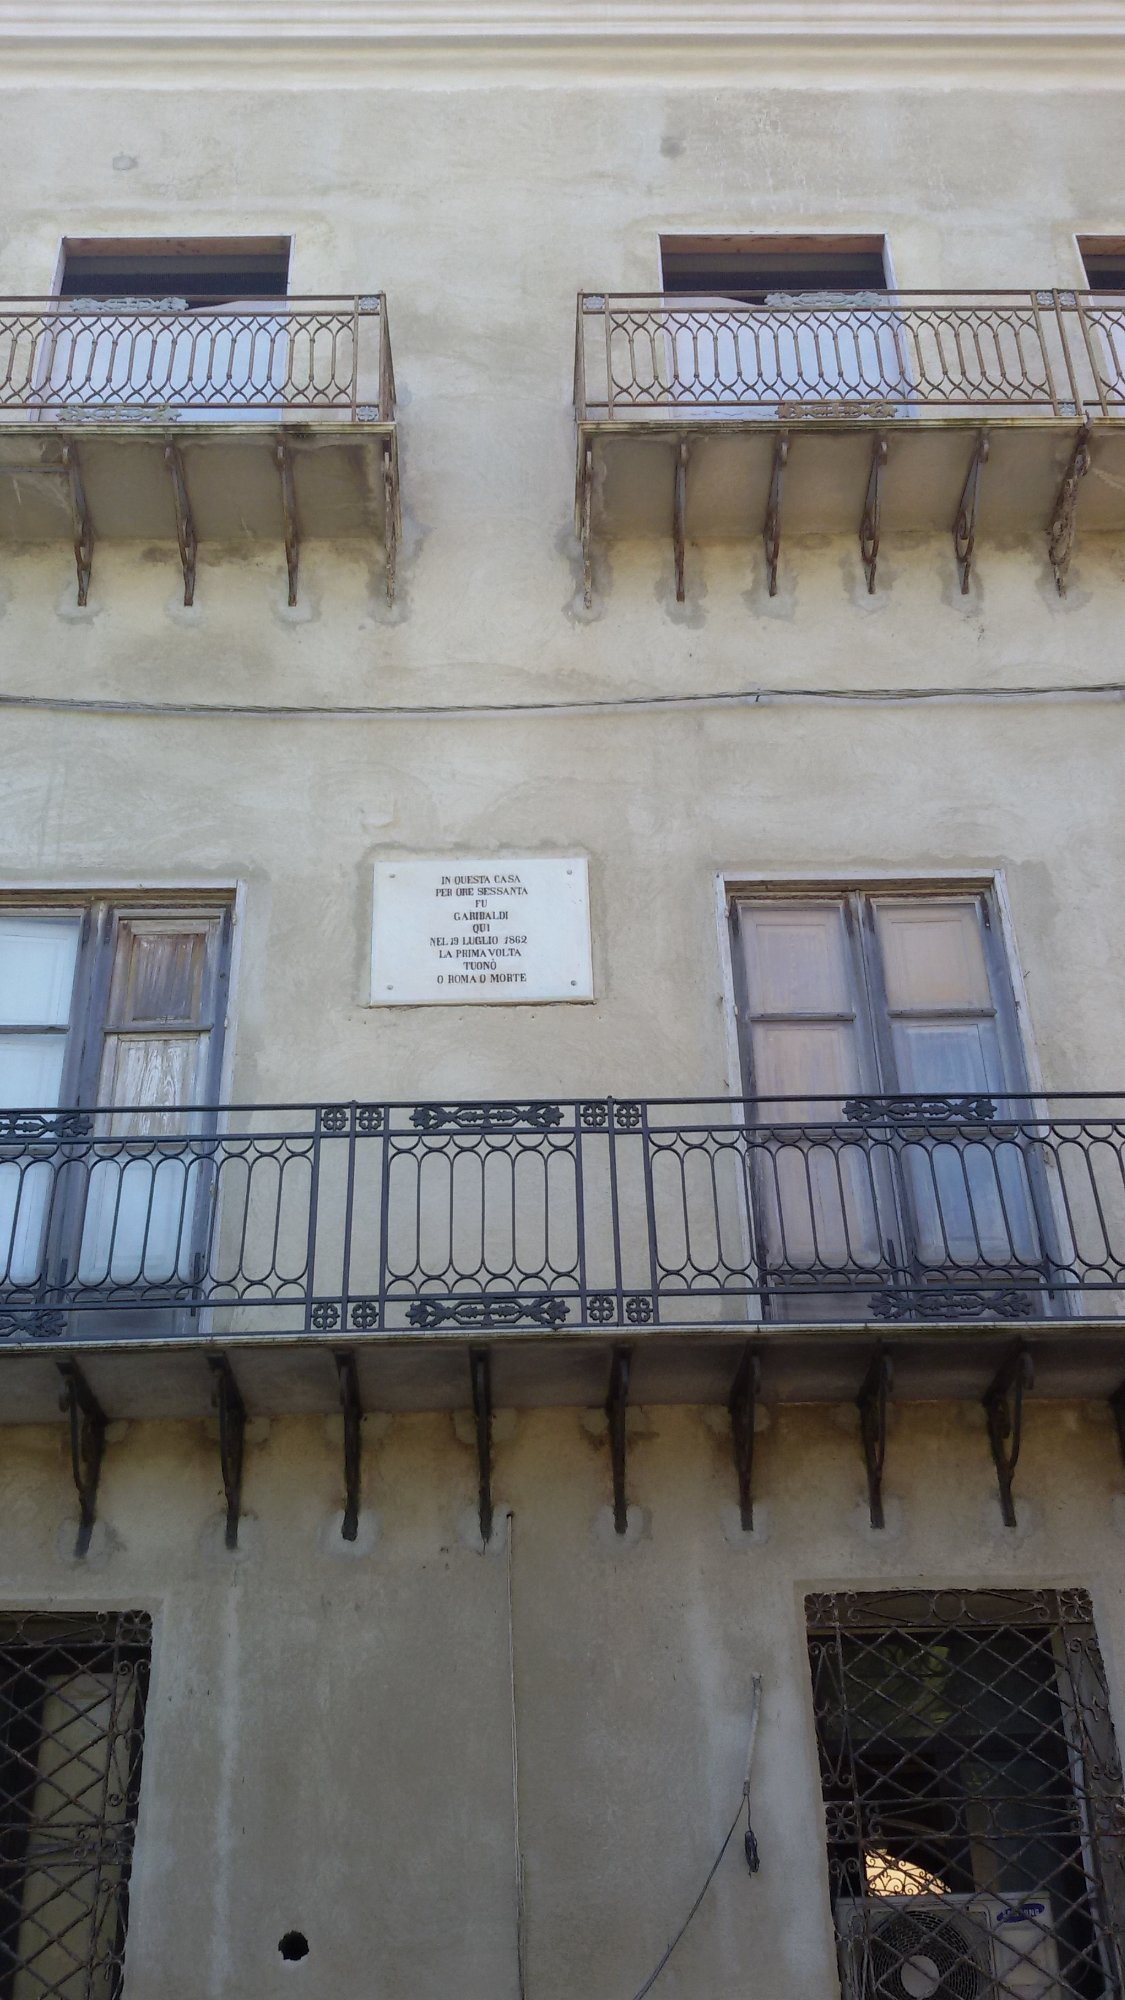 IN QUESTA CASA
PER ORE SESSANTA
FU
GARIBALDI
QUI
NEL 19 LUGLIO 1862
LA PRIMA VOLTA
TUONÒ
O ROMA O MORTE
SAMSUNG